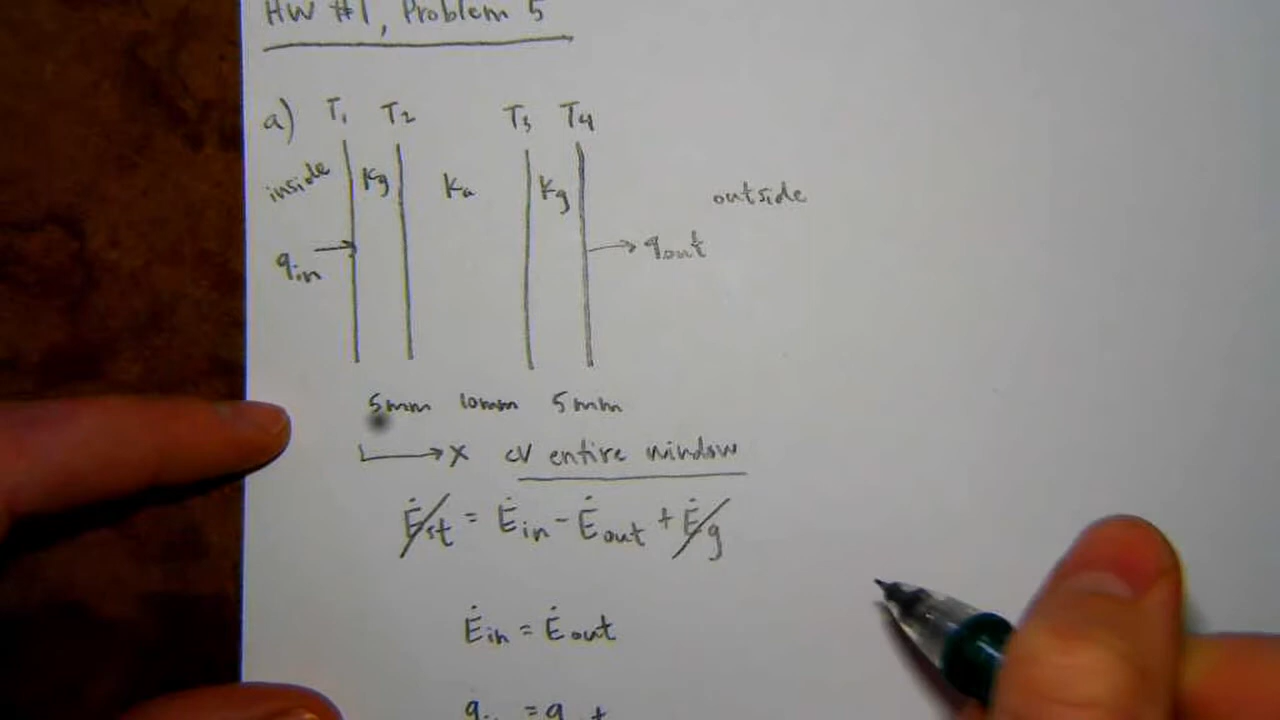 HW #1, Problem 5
a) T₁ T₂ T₃ T₄
inside Kg Ka Kg outside
qin qout
5mm 10mm 5mm
x CV entire window
Ėst = Ėin - Ėout + Ėg
Ėin = Ėout